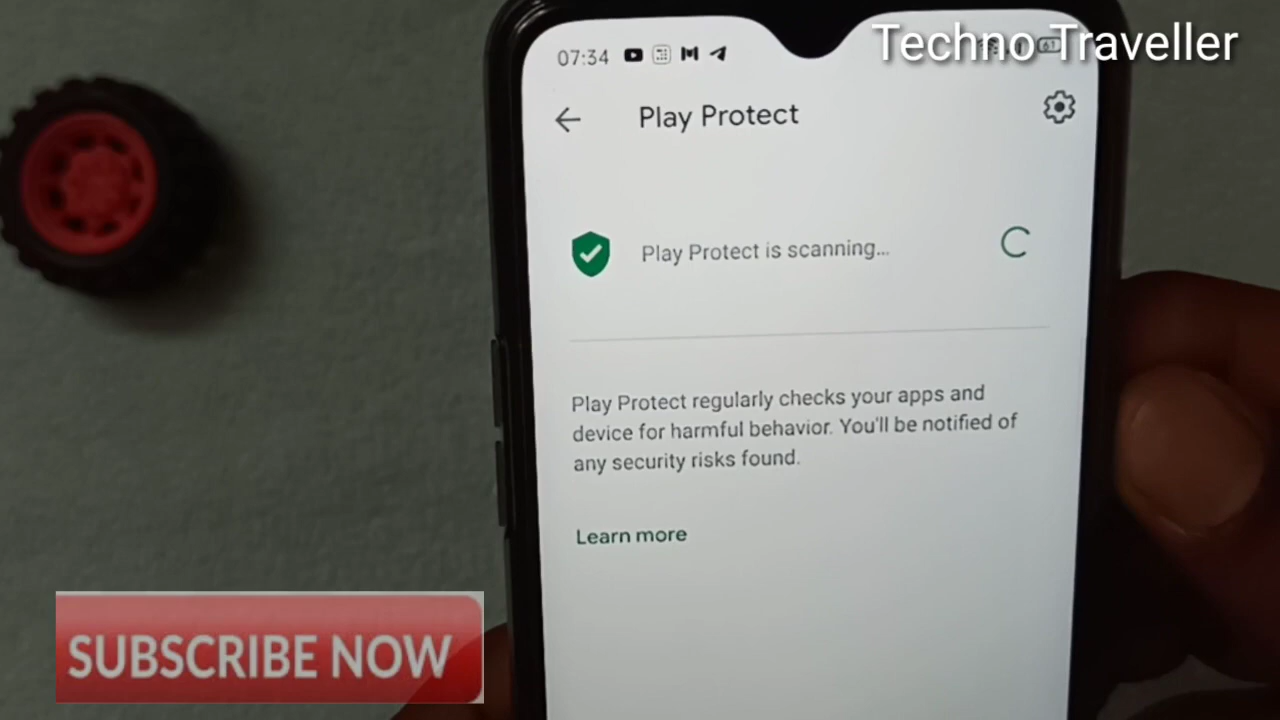 Techno Traveller
07:34
61
Play Protect
Play Protect is scanning...
Play Protect regularly checks your apps and
device for harmful behavior. You'll be notified of
any security risks found.
Learn more
SUBSCRIBE NOW